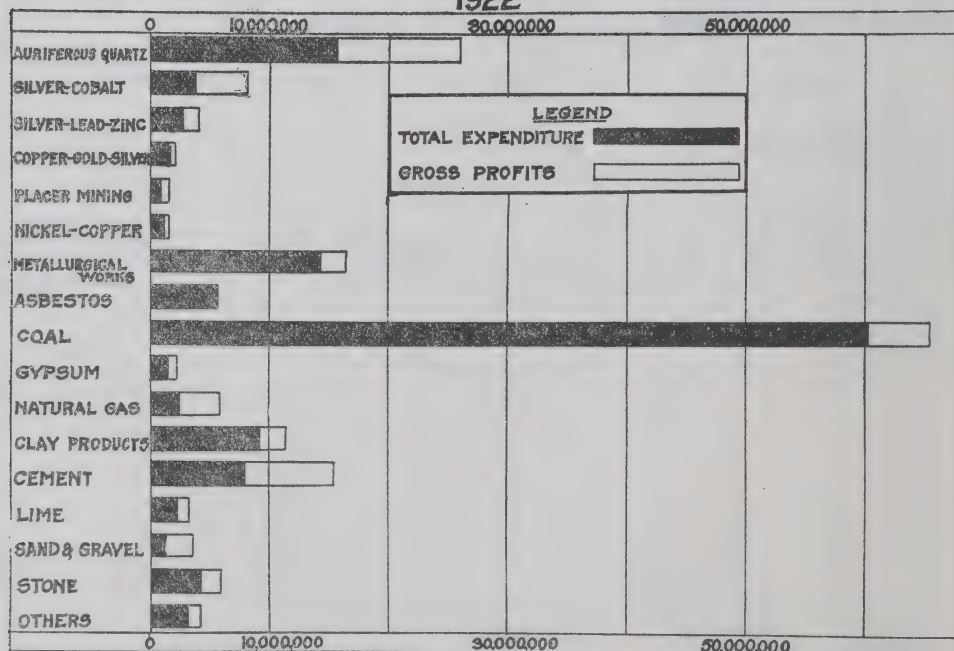 1922
0 10,000,000 30,000,000 50,000,000
AURIFEROUS QUARTZ
SILVER-COBALT
SILVER-LEAD-ZINC
COPPER-GOLD-SILVER
PLACER MINING
NICKEL-COPPER
METALLURGICAL
WORKS
ASBESTOS
COAL
GYPSUM
NATURAL GAS
CLAY PRODUCTS
CEMENT
LIME
SAND & GRAVEL
STONE
OTHERS
LEGEND
TOTAL EXPENDITURE
GROSS PROFITS
0 10,000,000 30,000,000 50,000,000